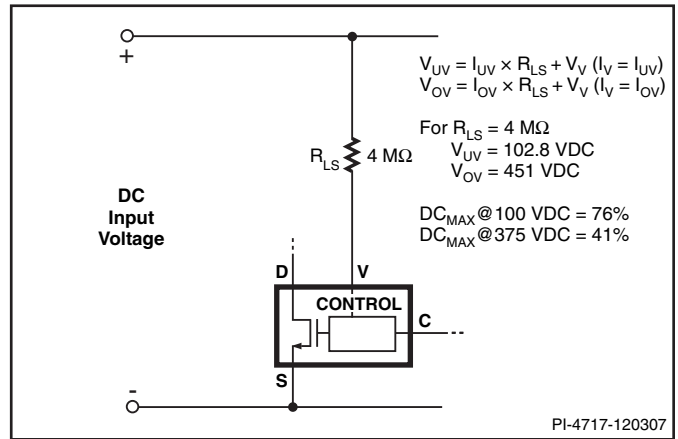 +
V_UV = I_UV × R_LS + V_V (I_V = I_UV)
V_OV = I_OV × R_LS + V_V (I_V = I_OV)
For R_LS = 4 MΩ
V_UV = 102.8 VDC
V_OV = 451 VDC
DC_MAX@100 VDC = 76%
DC_MAX@375 VDC = 41%
R_LS 4 MΩ
DC
Input
Voltage
D V
CONTROL
C
S
-
PI-4717-120307